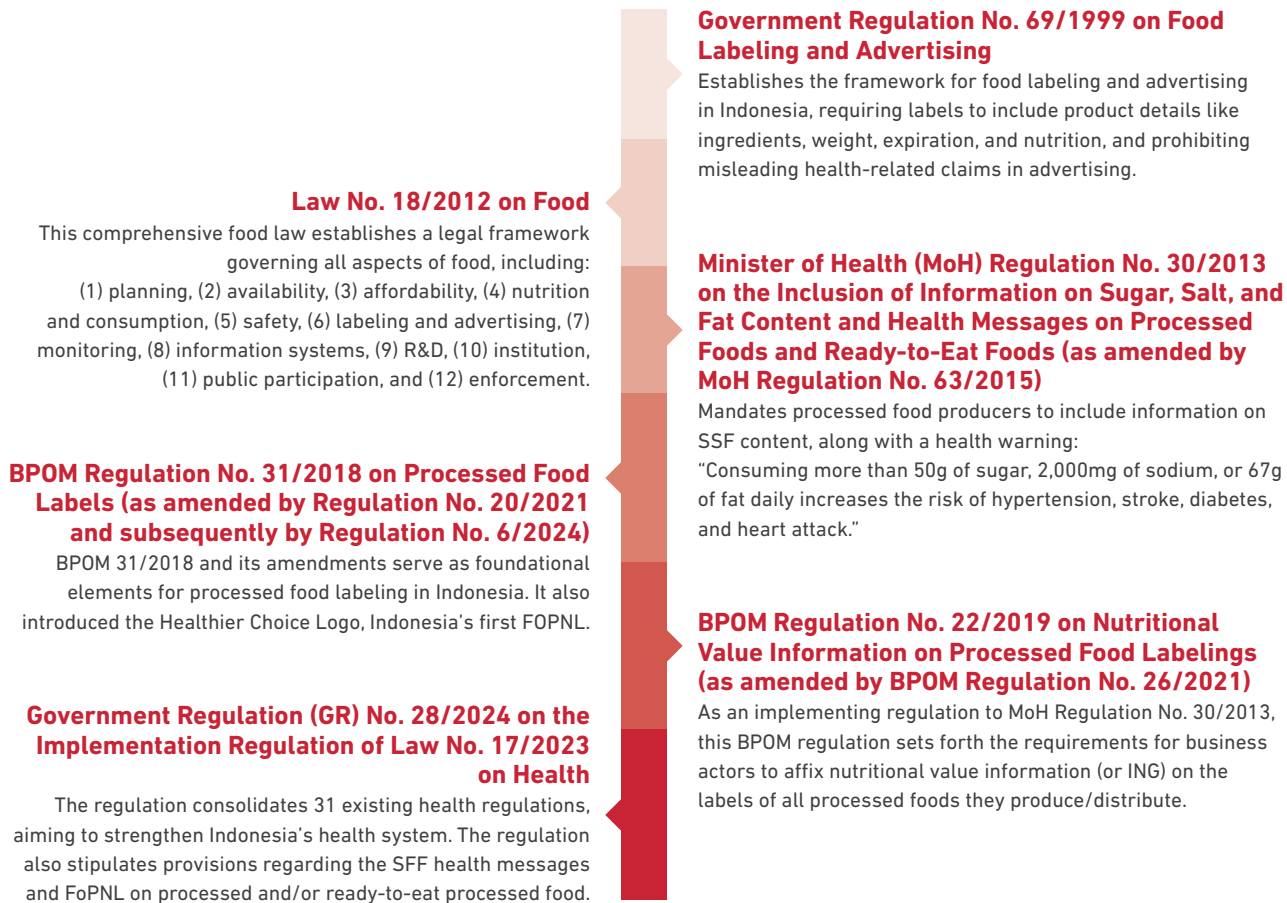 Government Regulation No. 69/1999 on Food
Labeling and Advertising
Establishes the framework for food labeling and advertising
in Indonesia, requiring labels to include product details like
ingredients, weight, expiration, and nutrition, and prohibiting
misleading health-related claims in advertising.
Law No. 18/2012 on Food
This comprehensive food law establishes a legal framework
governing all aspects of food, including:
(1) planning, (2) availability, (3) affordability, (4) nutrition
and consumption, (5) safety, (6) labeling and advertising, (7)
monitoring, (8) information systems, (9) R&D, (10) institution,
(11) public participation, and (12) enforcement.
Minister of Health (MoH) Regulation No. 30/2013
on the Inclusion of Information on Sugar, Salt, and
Fat Content and Health Messages on Processed
Foods and Ready-to-Eat Foods (as amended by
MoH Regulation No. 63/2015)
Mandates processed food producers to include information on
SSF content, along with a health warning:
“Consuming more than 50g of sugar, 2,000mg of sodium, or 67g
of fat daily increases the risk of hypertension, stroke, diabetes,
and heart attack.”
BPOM Regulation No. 31/2018 on Processed Food
Labels (as amended by Regulation No. 20/2021
and subsequently by Regulation No. 6/2024)
BPOM 31/2018 and its amendments serve as foundational
elements for processed food labeling in Indonesia. It also
introduced the Healthier Choice Logo, Indonesia’s first FOPNL.
BPOM Regulation No. 22/2019 on Nutritional
Value Information on Processed Food Labelings
(as amended by BPOM Regulation No. 26/2021)
As an implementing regulation to MoH Regulation No. 30/2013,
this BPOM regulation sets forth the requirements for business
actors to affix nutritional value information (or ING) on the
labels of all processed foods they produce/distribute.
Government Regulation (GR) No. 28/2024 on the
Implementation Regulation of Law No. 17/2023
on Health
The regulation consolidates 31 existing health regulations,
aiming to strengthen Indonesia’s health system. The regulation
also stipulates provisions regarding the SFF health messages
and FoPNL on processed and/or ready-to-eat processed food.